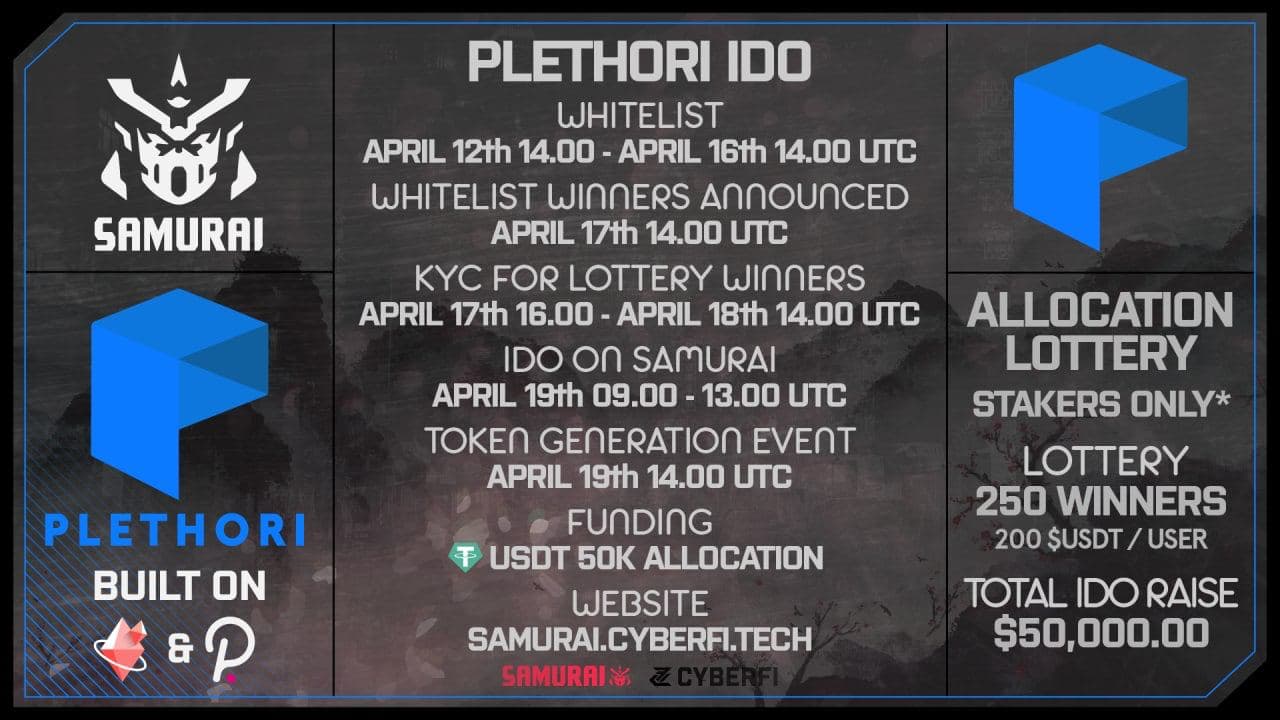 SAMURAI
PLETHORI
BUILT ON
&
PLETHORI IDO
WHITELIST
APRIL 12th 14.00 - APRIL 16th 14.00 UTC
WHITELIST WINNERS ANNOUNCED
APRIL 17th 14.00 UTC
KYC FOR LOTTERY WINNERS
APRIL 17th 16.00 - APRIL 18th 14.00 UTC
IDO ON SAMURAI
APRIL 19th 09.00 - 13.00 UTC
TOKEN GENERATION EVENT
APRIL 19th 14.00 UTC
FUNDING
USDT 50K ALLOCATION
WEBSITE
SAMURAI.CYBERFI.TECH
SAMURAI CYBERFI
ALLOCATION
LOTTERY
STAKERS ONLY*
LOTTERY
250 WINNERS
200 $USDT / USER
TOTAL IDO RAISE
$50,000.00